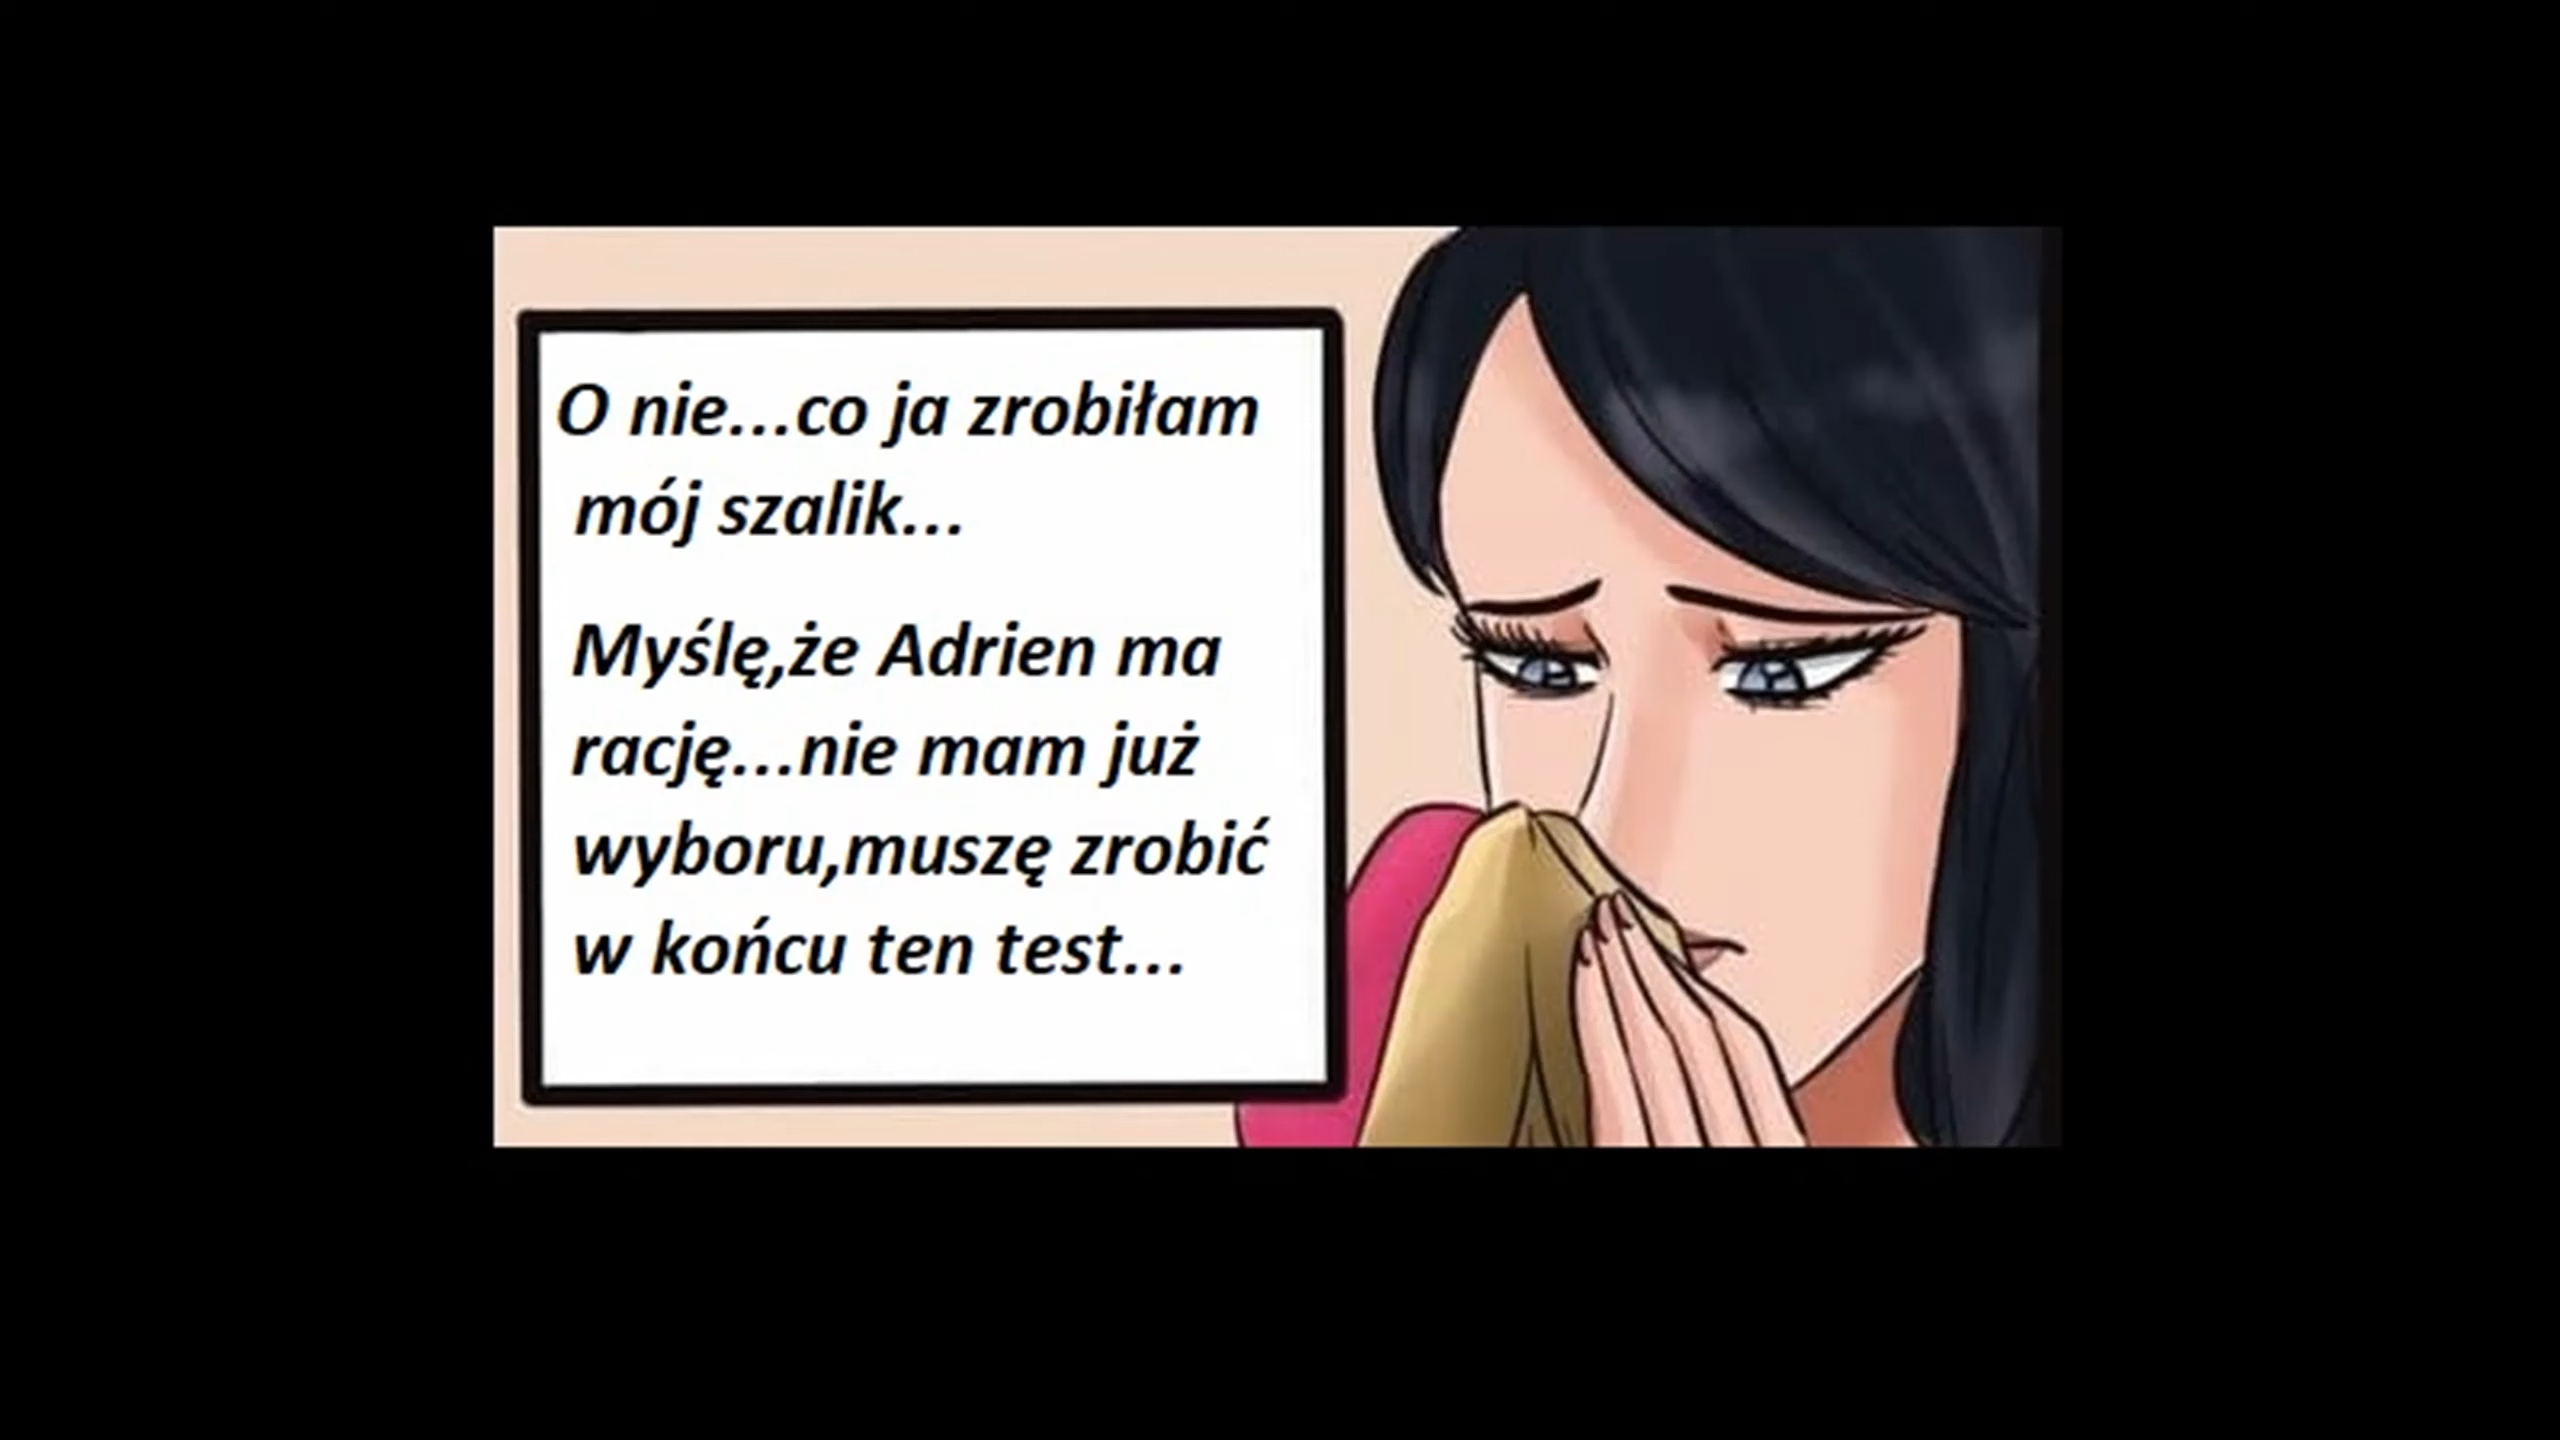 O nie...co ja zrobiłam
mój szalik...
Myślę,że Adrien ma
rację...nie mam już
wyboru,muszę zrobić
w końcu ten test...